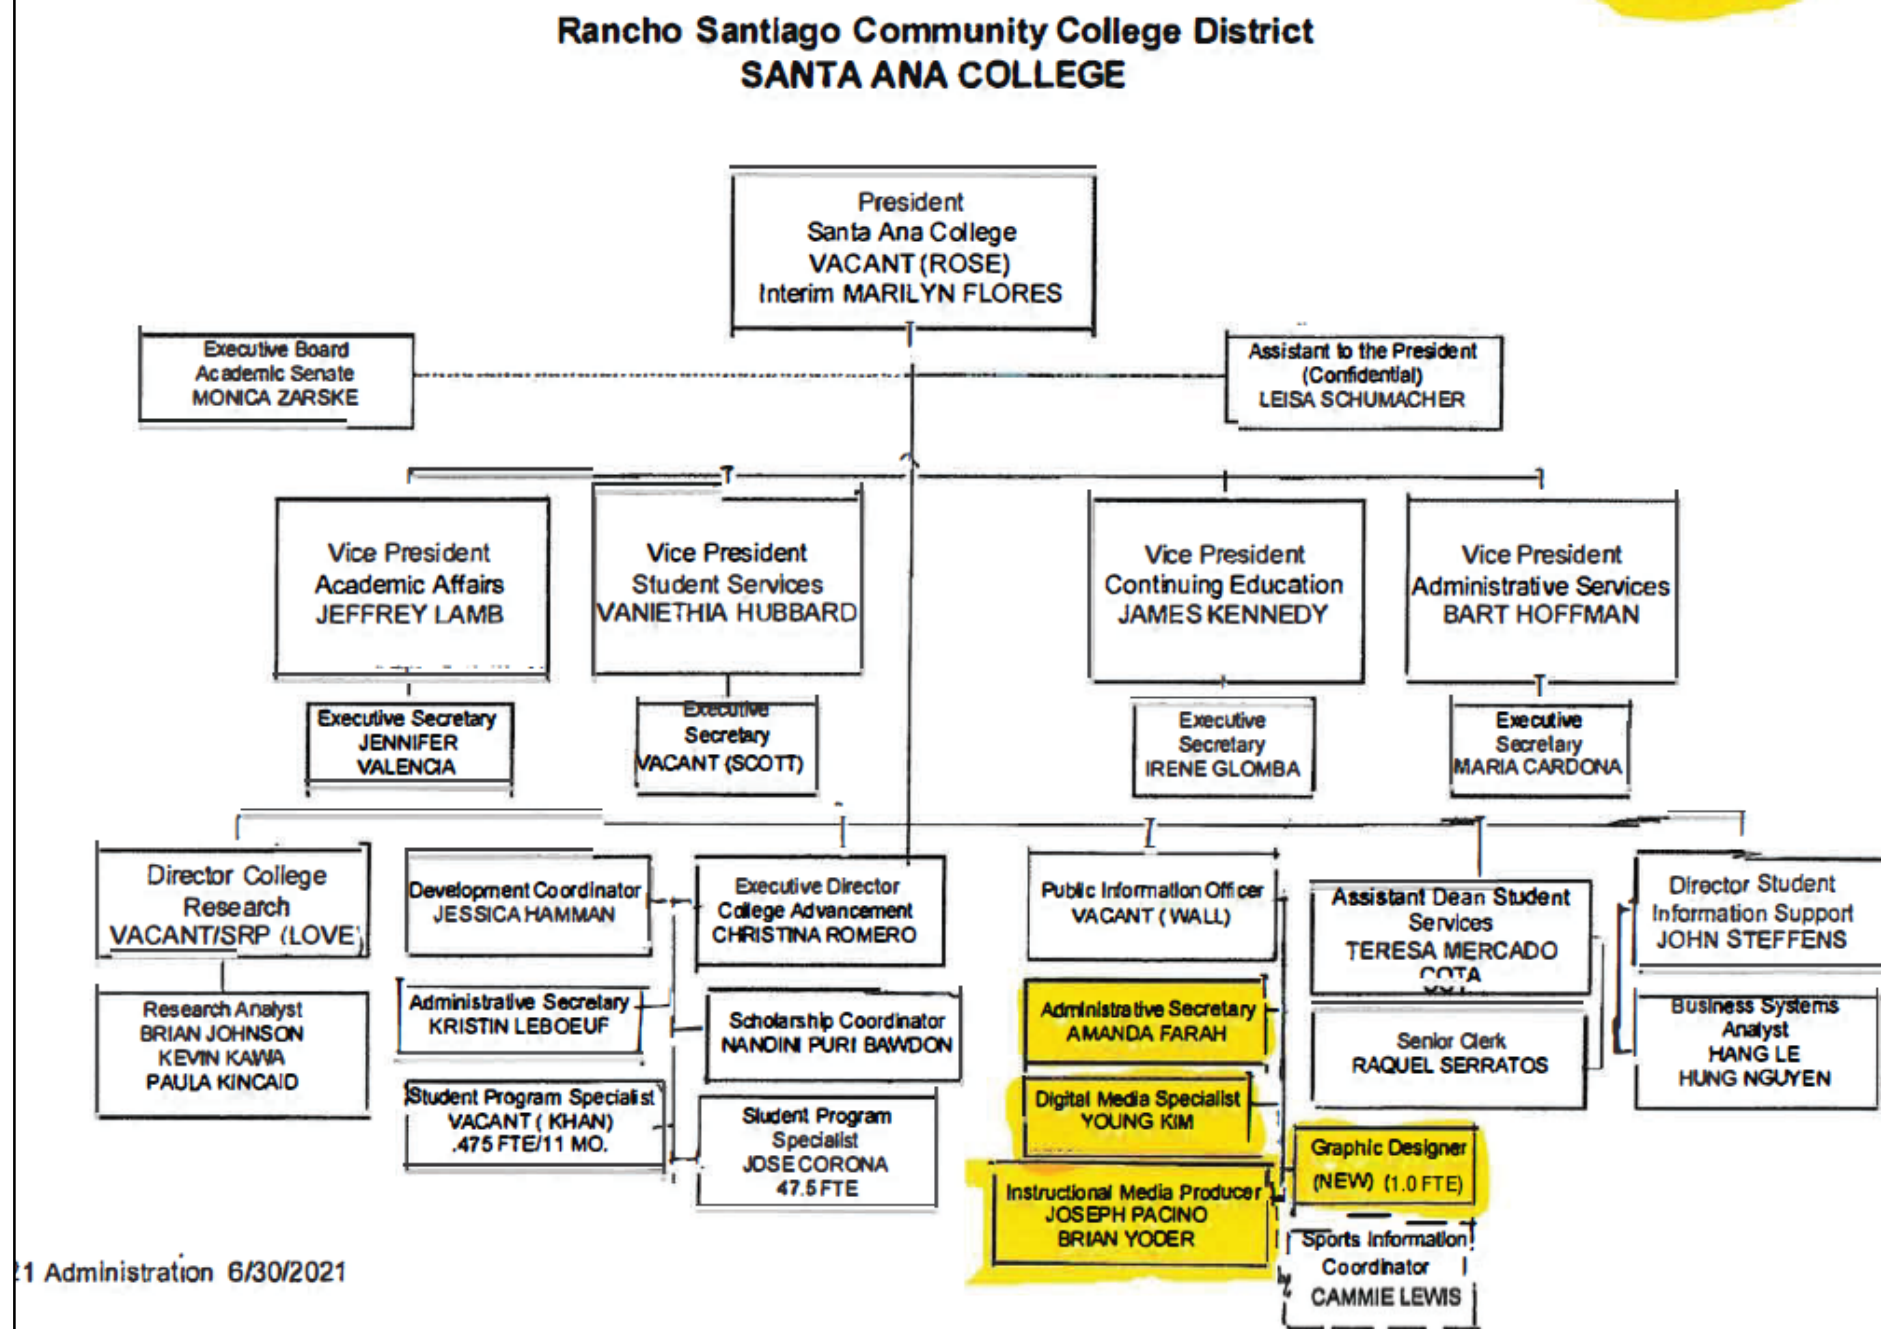 Rancho Santiago Community College District
SANTA ANA COLLEGE
President
Santa Ana College
VACANT (ROSE)
Interim MARILYN FLORES
Executive Board
Academic Senate
MONICA ZARSKE
Assistant to the President
(Confidential)
LEISA SCHUMACHER
Vice President
Academic Affairs
JEFFREY LAMB
Vice President
Student Services
VANIETHIA HUBBARD
Vice President
Continuing Education
JAMES KENNEDY
Vice President
Administrative Services
BART HOFFMAN
Executive Secretary
JENNIFER
VALENCIA
Executive
Secretary
VACANT (SCOTT)
Executive
Secretary
IRENE GLOMBA
Executive
Secretary
MARIA CARDONA
Director College
Research
VACANT/SRP (LOVE)
Development Coordinator
JESSICA HAMMAN
Executive Director
College Advancement
CHRISTINA ROMERO
Public Information Officer
VACANT ( WALL)
Assistant Dean Student
Services
TERESA MERCADO
COTA
Director Student
Information Support
JOHN STEFFENS
Research Analyst
BRIAN JOHNSON
KEVIN KAWA
PAULA KINCAID
Administrative Secretary
KRISTIN LEBOEUF
Scholarship Coordinator
NANDINI PURI BAWDON
Administrative Secretary
AMANDA FARAH
Senior Clerk
RAQUEL SERRATOS
Business Systems
Analyst
HANG LE
HUNG NGUYEN
Student Program Specialist
VACANT ( KHAN)
.475 FTE/11 MO.
Student Program
Specialist
JOSE CORONA
47.5 FTE
Digital Media Specialist
YOUNG KIM
Graphic Designer
(NEW) (1.0 FTE)
Instructional Media Producer
JOSEPH PACINO
BRIAN YODER
Sports Information
Coordinator
CAMMIE LEWIS
21 Administration 6/30/2021